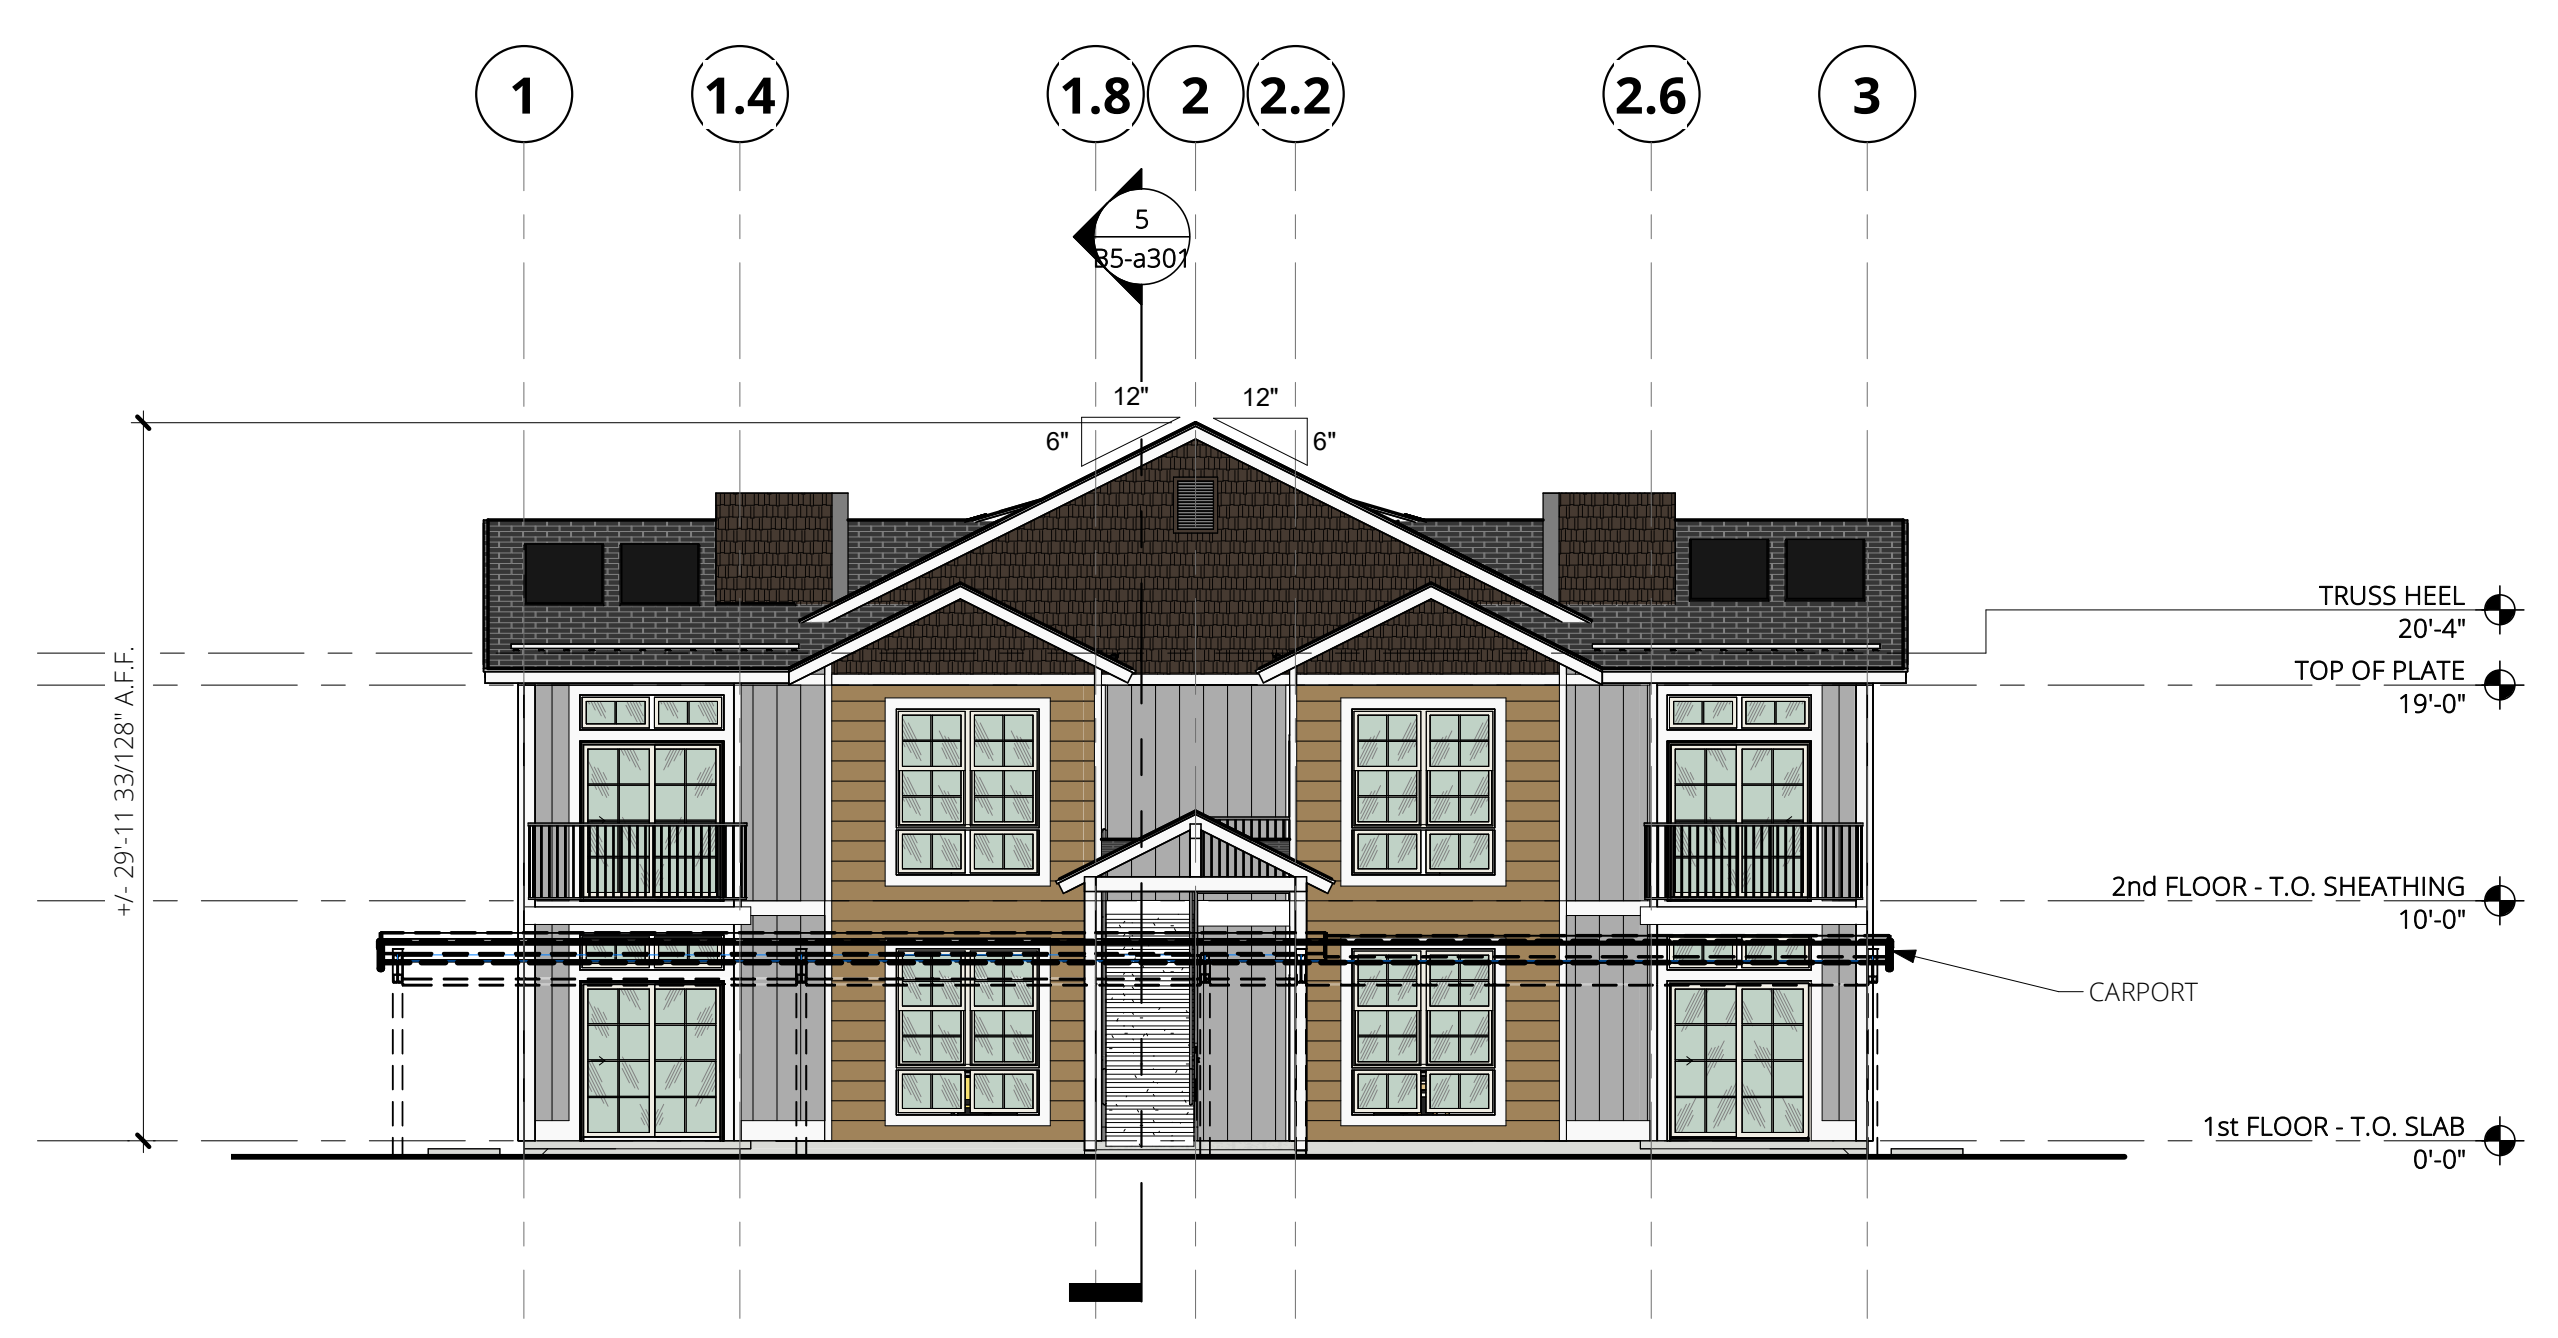 1
1.4
1.8
2
2.2
2.6
3
5
B5-a301
12"
12"
6"
6"
TRUSS HEEL
20'-4"
TOP OF PLATE
19'-0"
+/- 29'-11 33/128" A.F.F.
2nd FLOOR - T.O. SHEATHING
10'-0"
CARPORT
1st FLOOR - T.O. SLAB
0'-0"